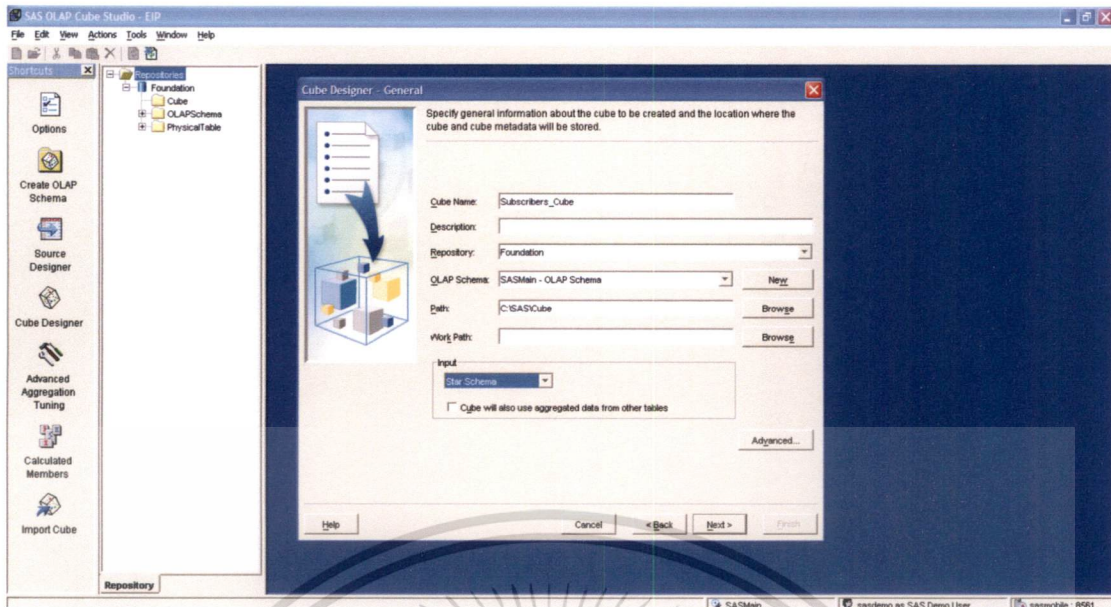 SAS OLAP Cube Studio - EIP
File Edit View Actions Tools Window Help
Shortcuts
Options
Create OLAP
Schema
Source
Designer
Cube Designer
Advanced
Aggregation
Tuning
Calculated
Members
Import Cube
Repositories
Foundation
Cube
OLAPSchema
PhysicalTable
Repository
Cube Designer - General
Specify general information about the cube to be created and the location where the
cube and cube metadata will be stored.
Cube Name: Subscribers_Cube
Description:
Repository: Foundation
OLAP Schema: SASMain - OLAP Schema New
Path: C:\SAS\Cube Browse
Work Path: Browse
Input
Star Schema
Cube will also use aggregated data from other tables
Advanced...
Help Cancel < Back Next > Finish
SASMain sasdemo as SAS Demo User sasmobile : 8561